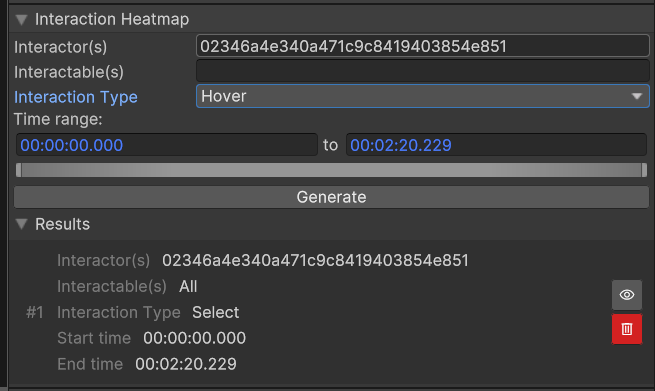 Interaction Heatmap
Interactor(s) 02346a4e340a471c9c8419403854e851
Interactable(s)
Interaction Type Hover
Time range:
00:00:00.000 to 00:02:20.229
Generate
Results
Interactor(s) 02346a4e340a471c9c8419403854e851
Interactable(s) All
#1 Interaction Type Select
Start time 00:00:00.000
End time 00:02:20.229